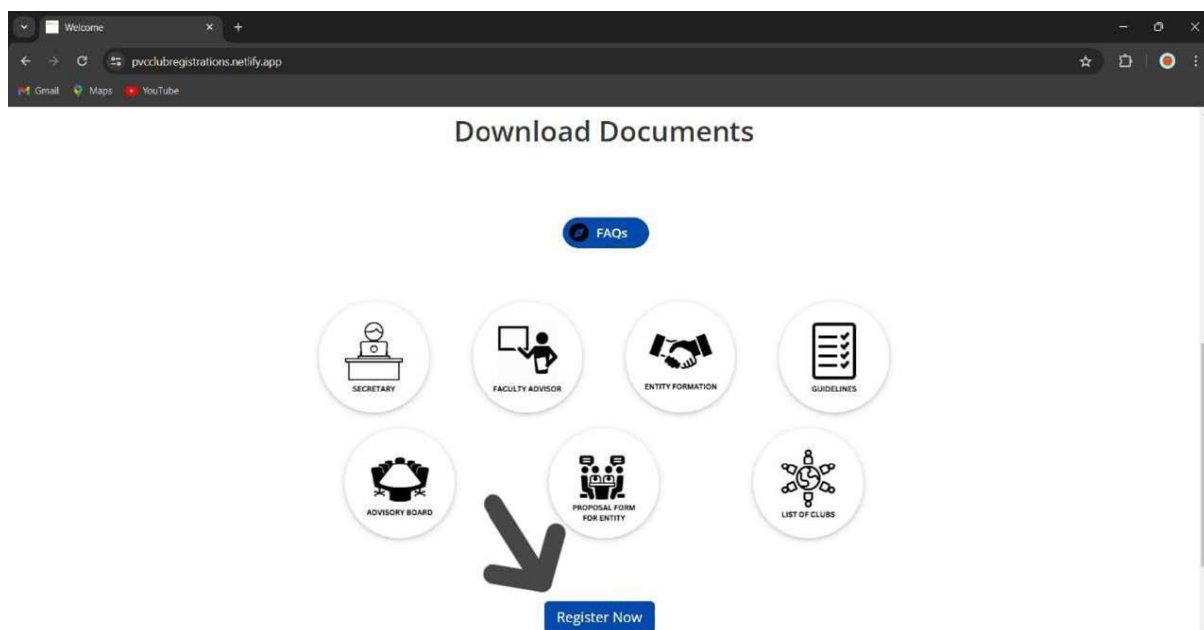 Welcome
pvcclubregistrations.netlify.app
Gmail Maps YouTube
Download Documents
FAQs
SECRETARY
FACULTY ADVISOR
ENTITY FORMATION
GUIDELINES
ADVISORY BOARD
PROPOSAL FORM
FOR ENTITY
LIST OF CLUBS
Register Now